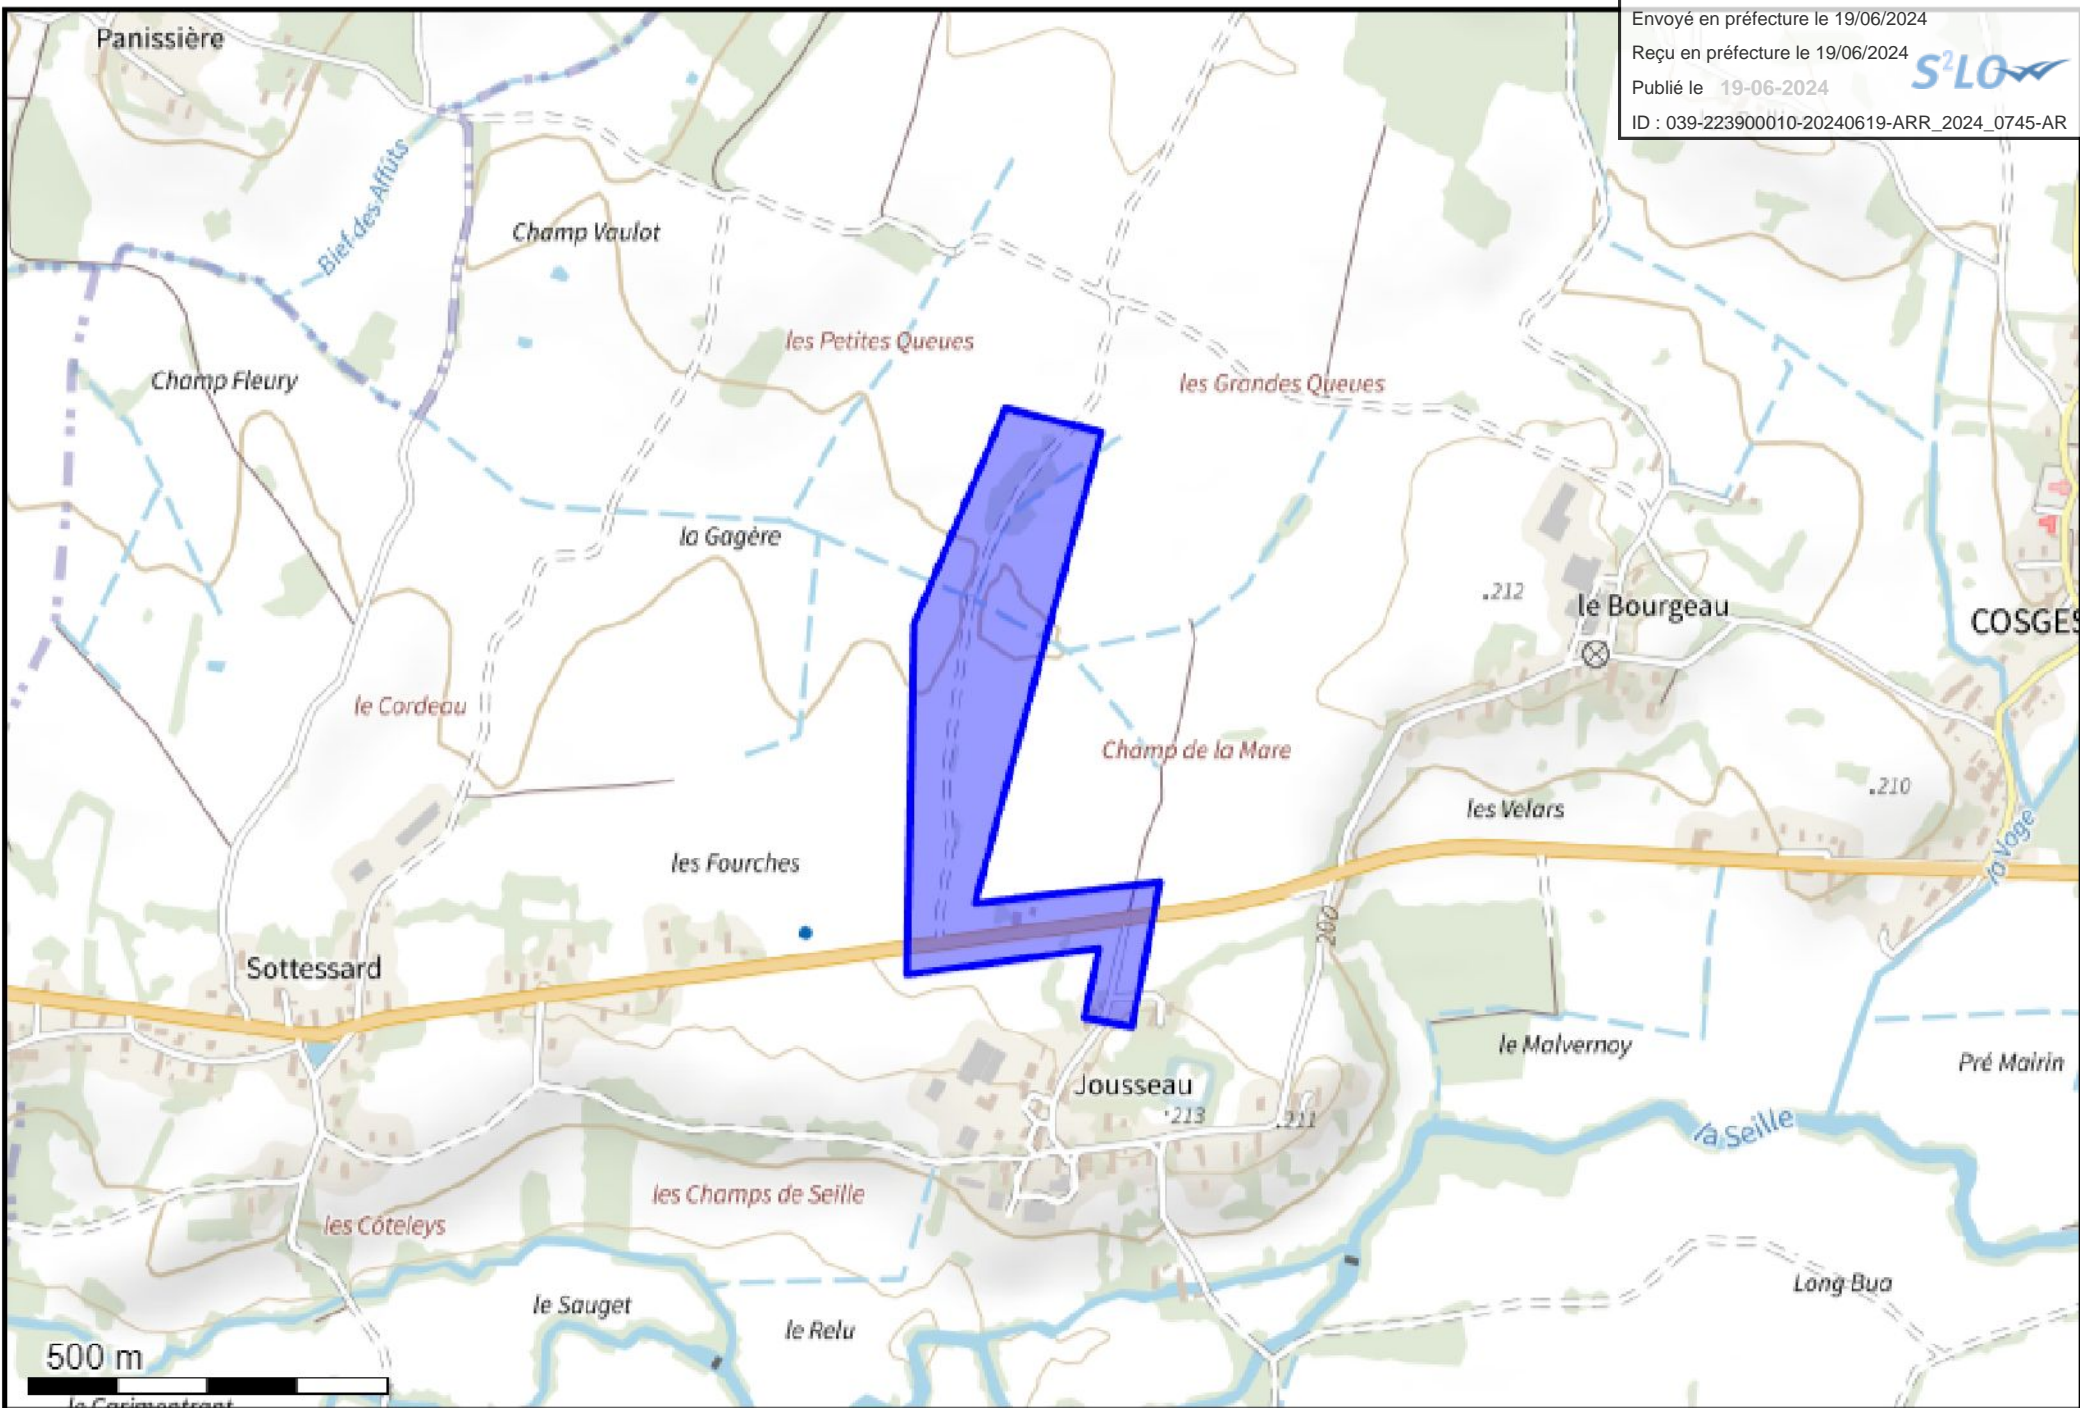 Envoyé en préfecture le 19/06/2024
Reçu en préfecture le 19/06/2024
S²LO
Publié le 19-06-2024
ID : 039-223900010-20240619-ARR_2024_0745-AR
Panissière
Bief des Affûts
Champ Vaulot
les Petites Queues
Champ Fleury
les Grandes Queues
la Gagère
.212
le Bourgeau
COSGES
le Cordeau
Champ de la Mare
.210
les Velars
la Voge
les Fourches
200
Sottessard
le Malvernoy
Pré Mairin
Jousseau
.213
.211
la Seille
les Champs de Seille
les Côteleys
Long Bua
le Sauget
le Relu
500 m